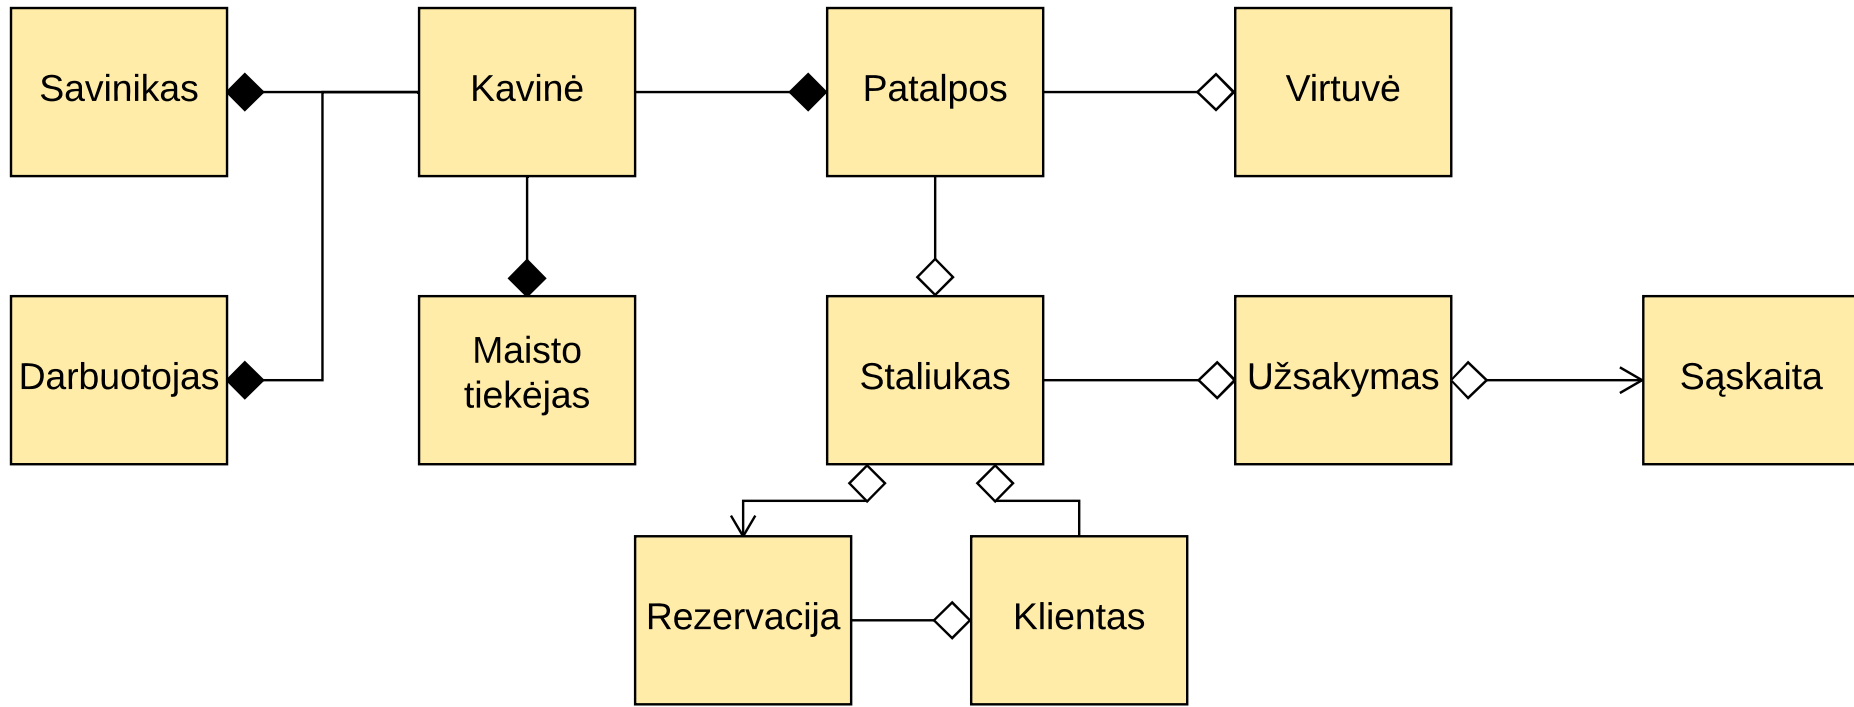 Savinikas
Kavinė
Patalpos
Virtuvė
Darbuotojas
Maisto
tiekėjas
Staliukas
Užsakymas
Sąskaita
Rezervacija
Klientas